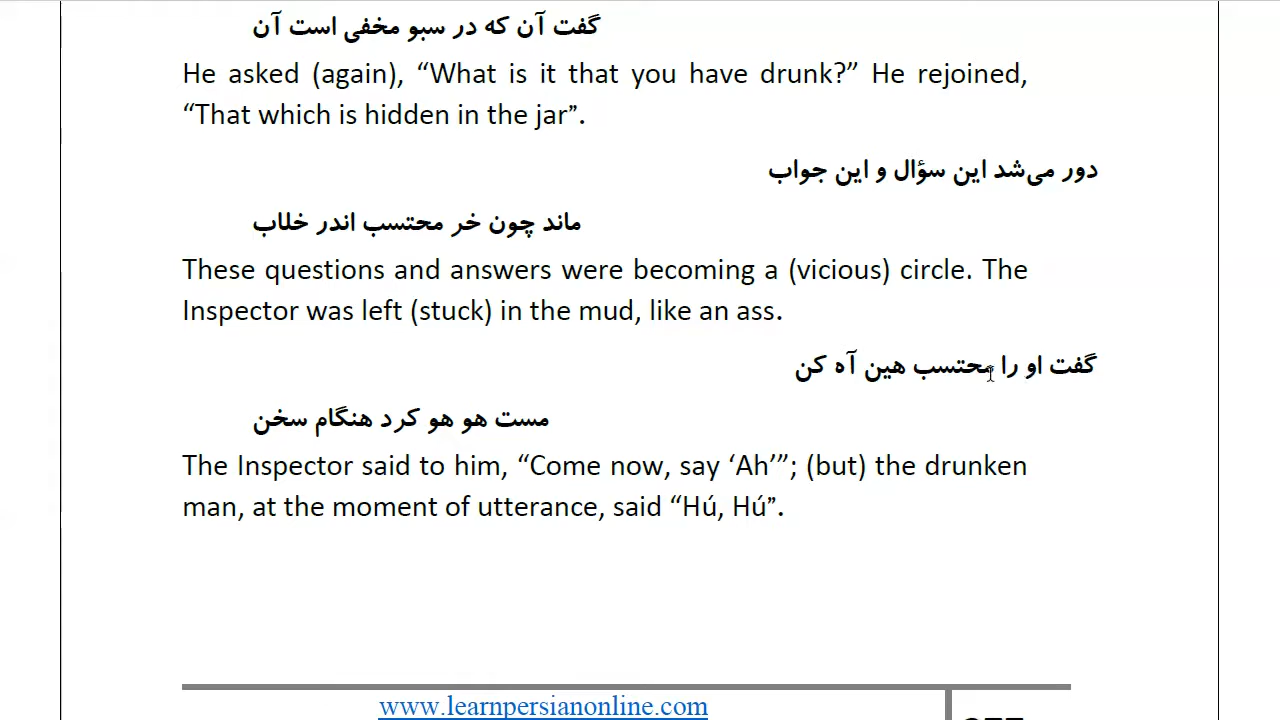 گفت آن که در سبو مخفی است آن
He asked (again), “What is it that you have drunk?” He rejoined,
“That which is hidden in the jar”.
دور می‌شد این سؤال و این جواب
ماند چون خر محتسب اندر خلاب
These questions and answers were becoming a (vicious) circle. The
Inspector was left (stuck) in the mud, like an ass.
گفت او را محتسب هین آه کن
مست هو هو کرد هنگام سخن
The Inspector said to him, “Come now, say ‘Ah’”; (but) the drunken
man, at the moment of utterance, said “Hú, Hú”.
www.learnpersianonline.com